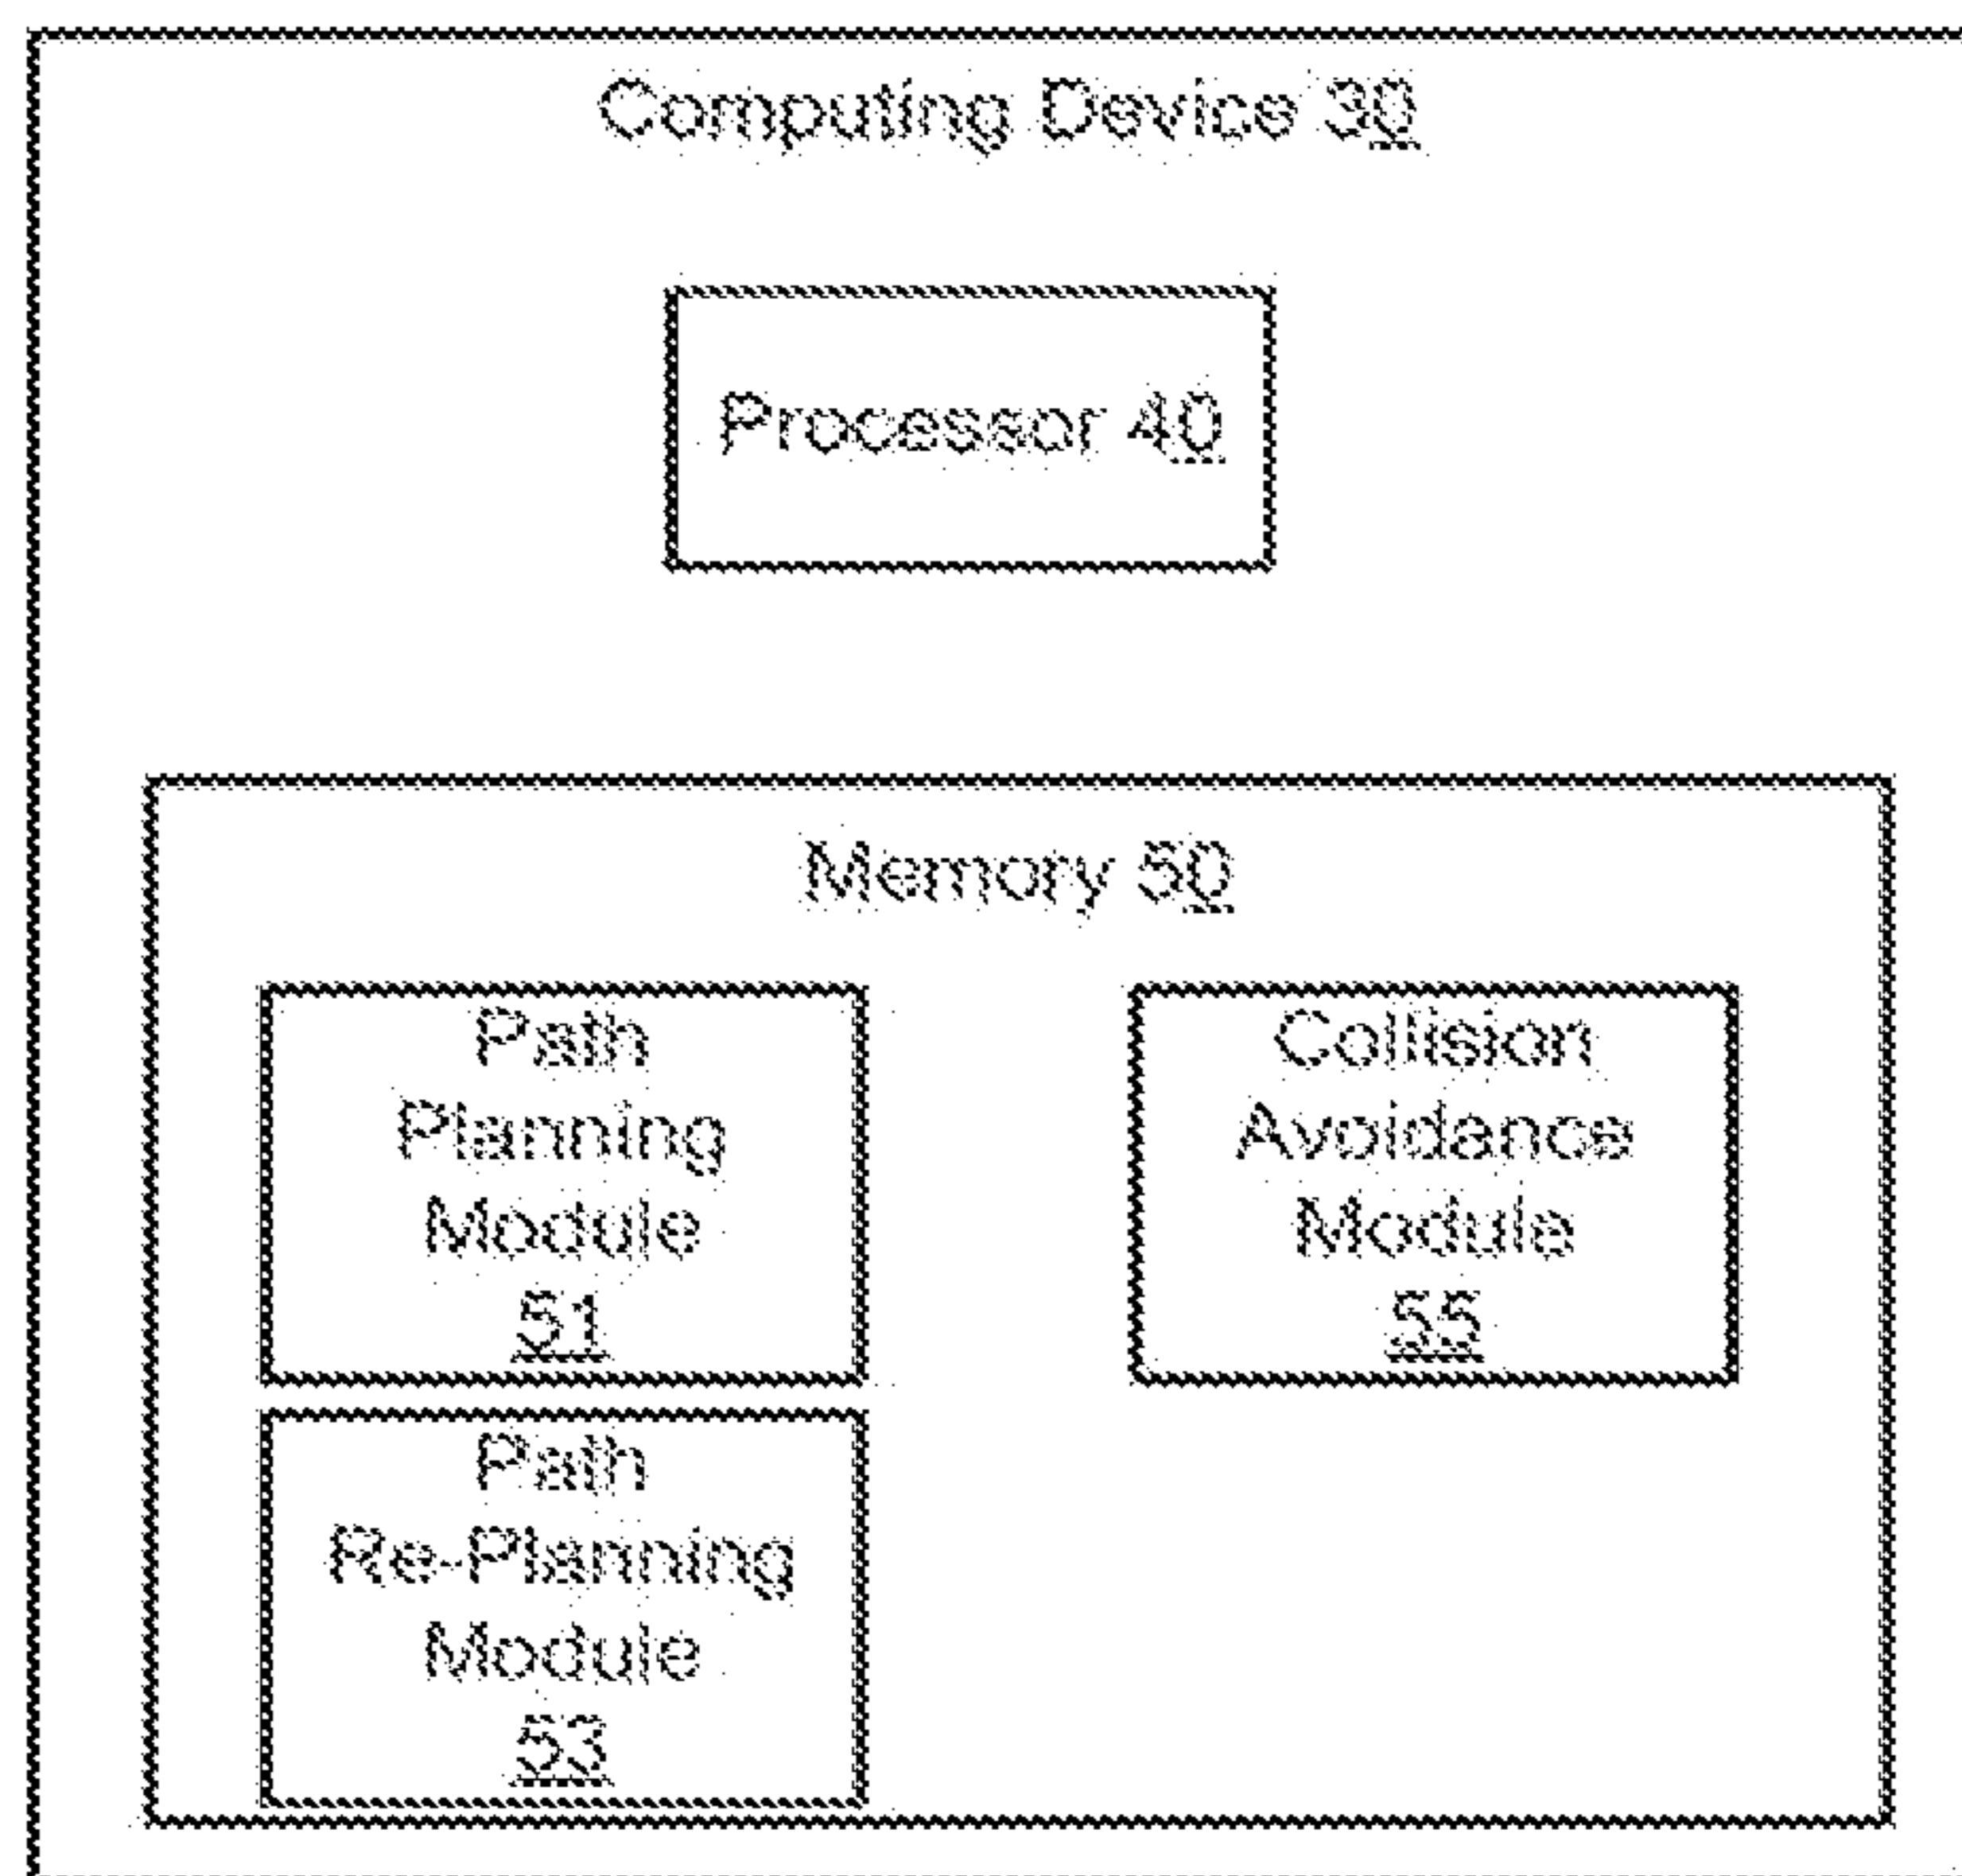 Computing Device 30
Processor 40
Memory 50
Path
Planning
Module
51
Collision
Avoidance
Module
55
Path
Re-Planning
Module
53